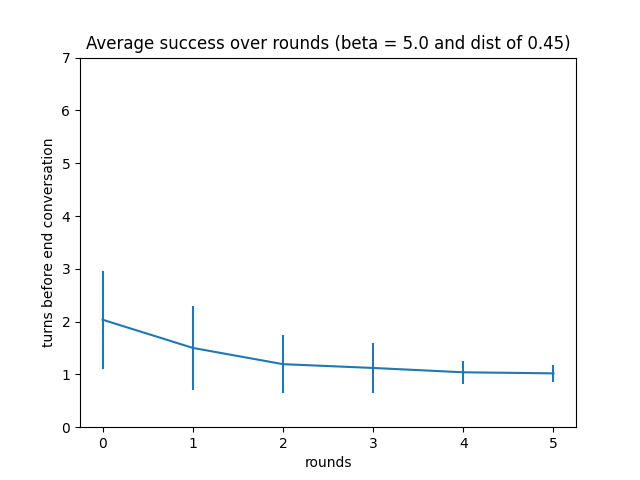 Average success over rounds (beta = 5.0 and dist of 0.45)
7
6
5
4
3
2
1
0
turns before end conversation
0 1 2 3 4 5
rounds